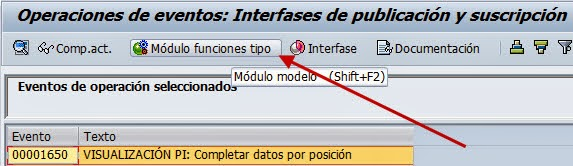 Operaciones de eventos: Interfases de publicación y suscripción
Comp.act. Módulo funciones tipo Interfase Documentación
Módulo modelo (Shift+F2)
Eventos de operación seleccionados
Evento Texto
00001650 VISUALIZACIÓN PI: Completar datos por posición